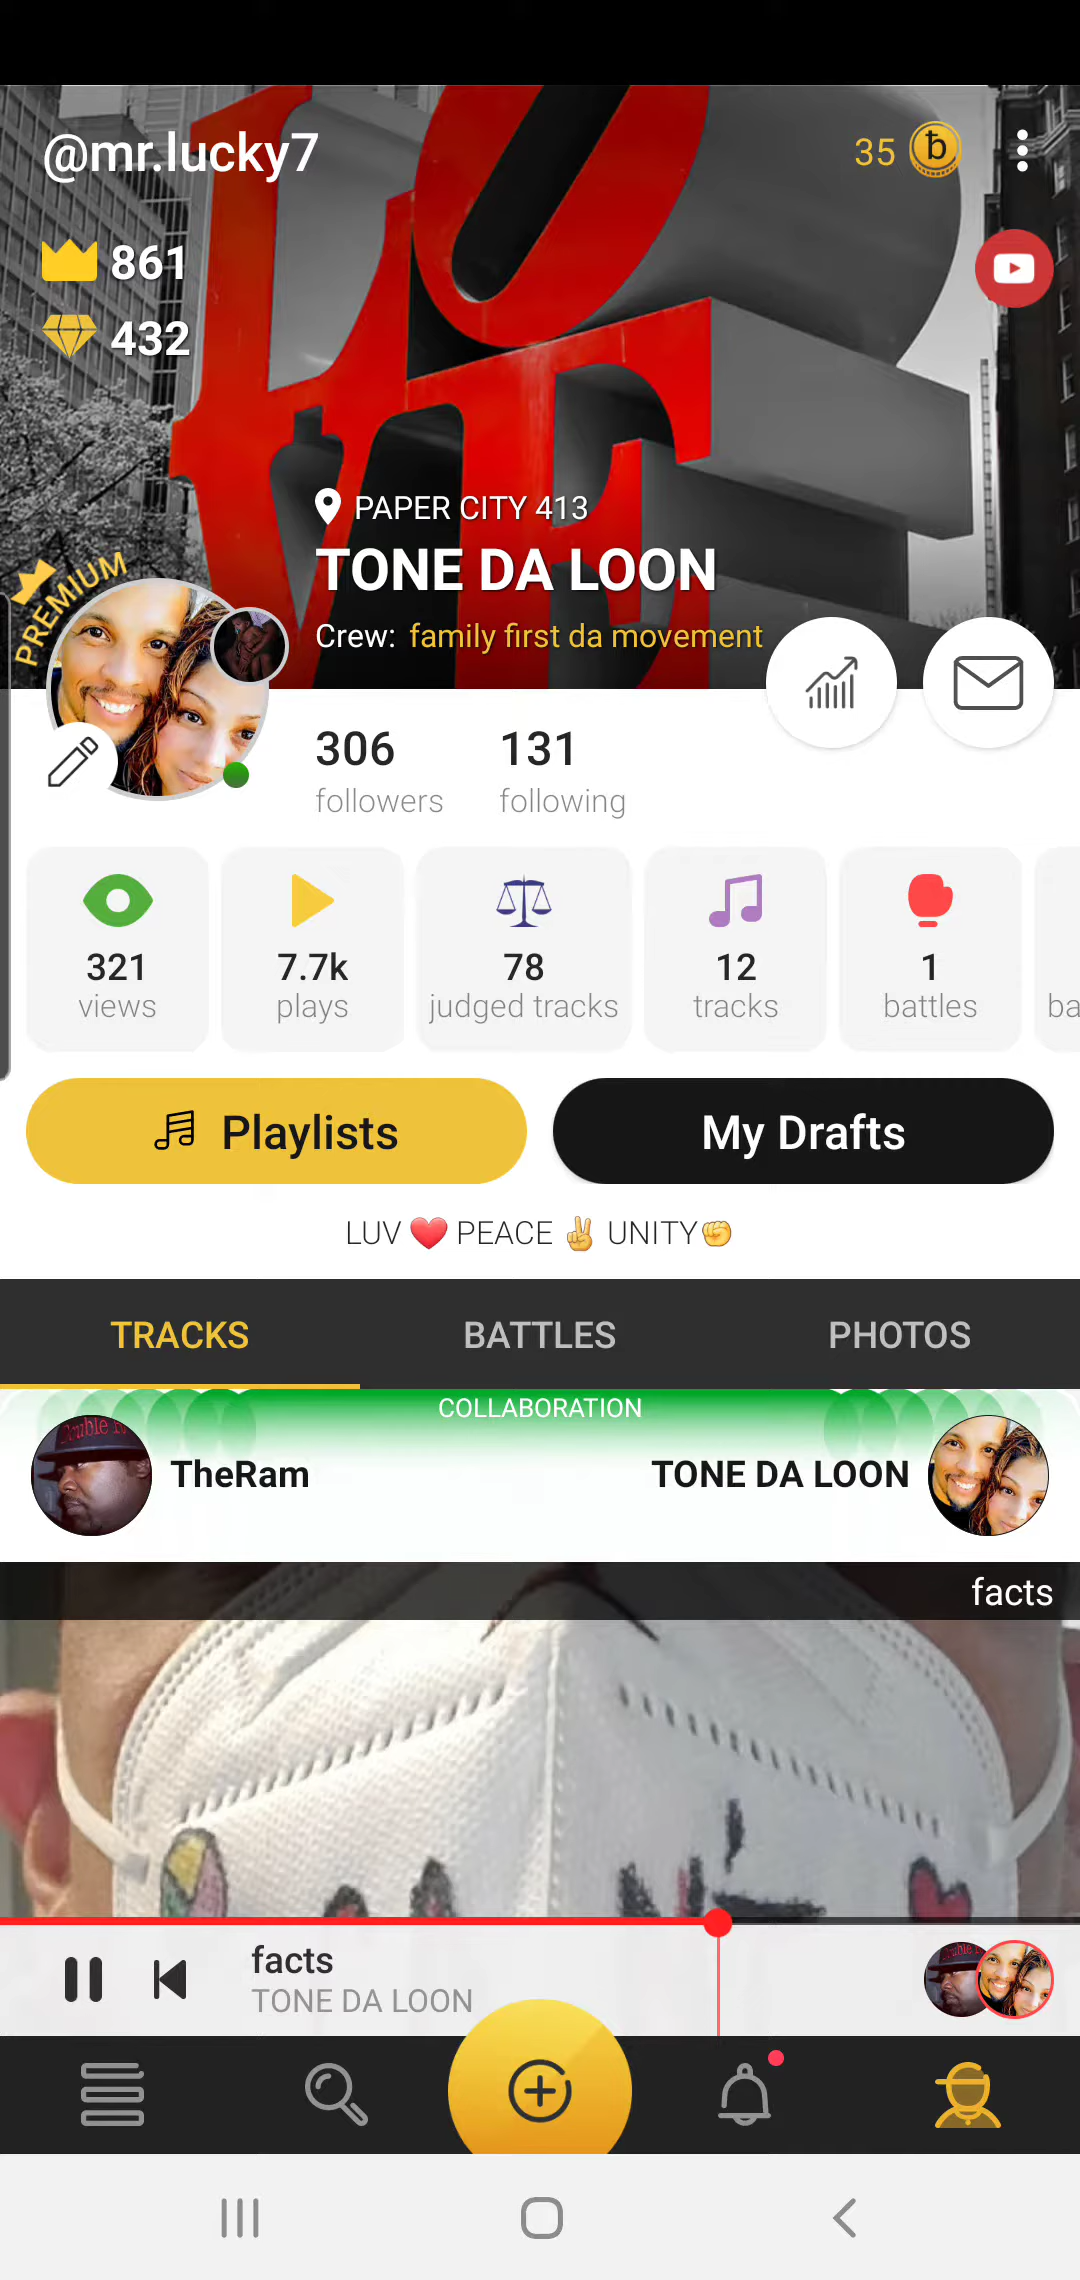 @mr.lucky7
35
861
432
LOVE
PAPER CITY 413
TONE DA LOON
Crew: family first da movement
PREMIUM
306 followers
131 following
321 views
7.7k plays
78 judged tracks
12 tracks
1 battles
ba
Playlists
My Drafts
LUV ❤️ PEACE ✌️ UNITY ✊
TRACKS
BATTLES
PHOTOS
COLLABORATION
TheRam
TONE DA LOON
facts
facts
TONE DA LOON